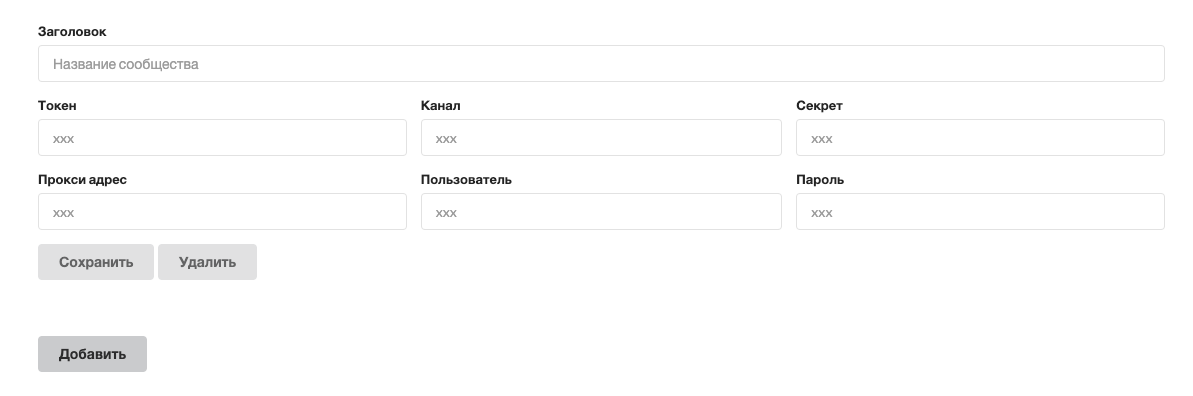 Заголовок
Название сообщества
Токен Канал Секрет
xxx xxx xxx
Прокси адрес Пользователь Пароль
xxx xxx xxx
Сохранить Удалить
Добавить